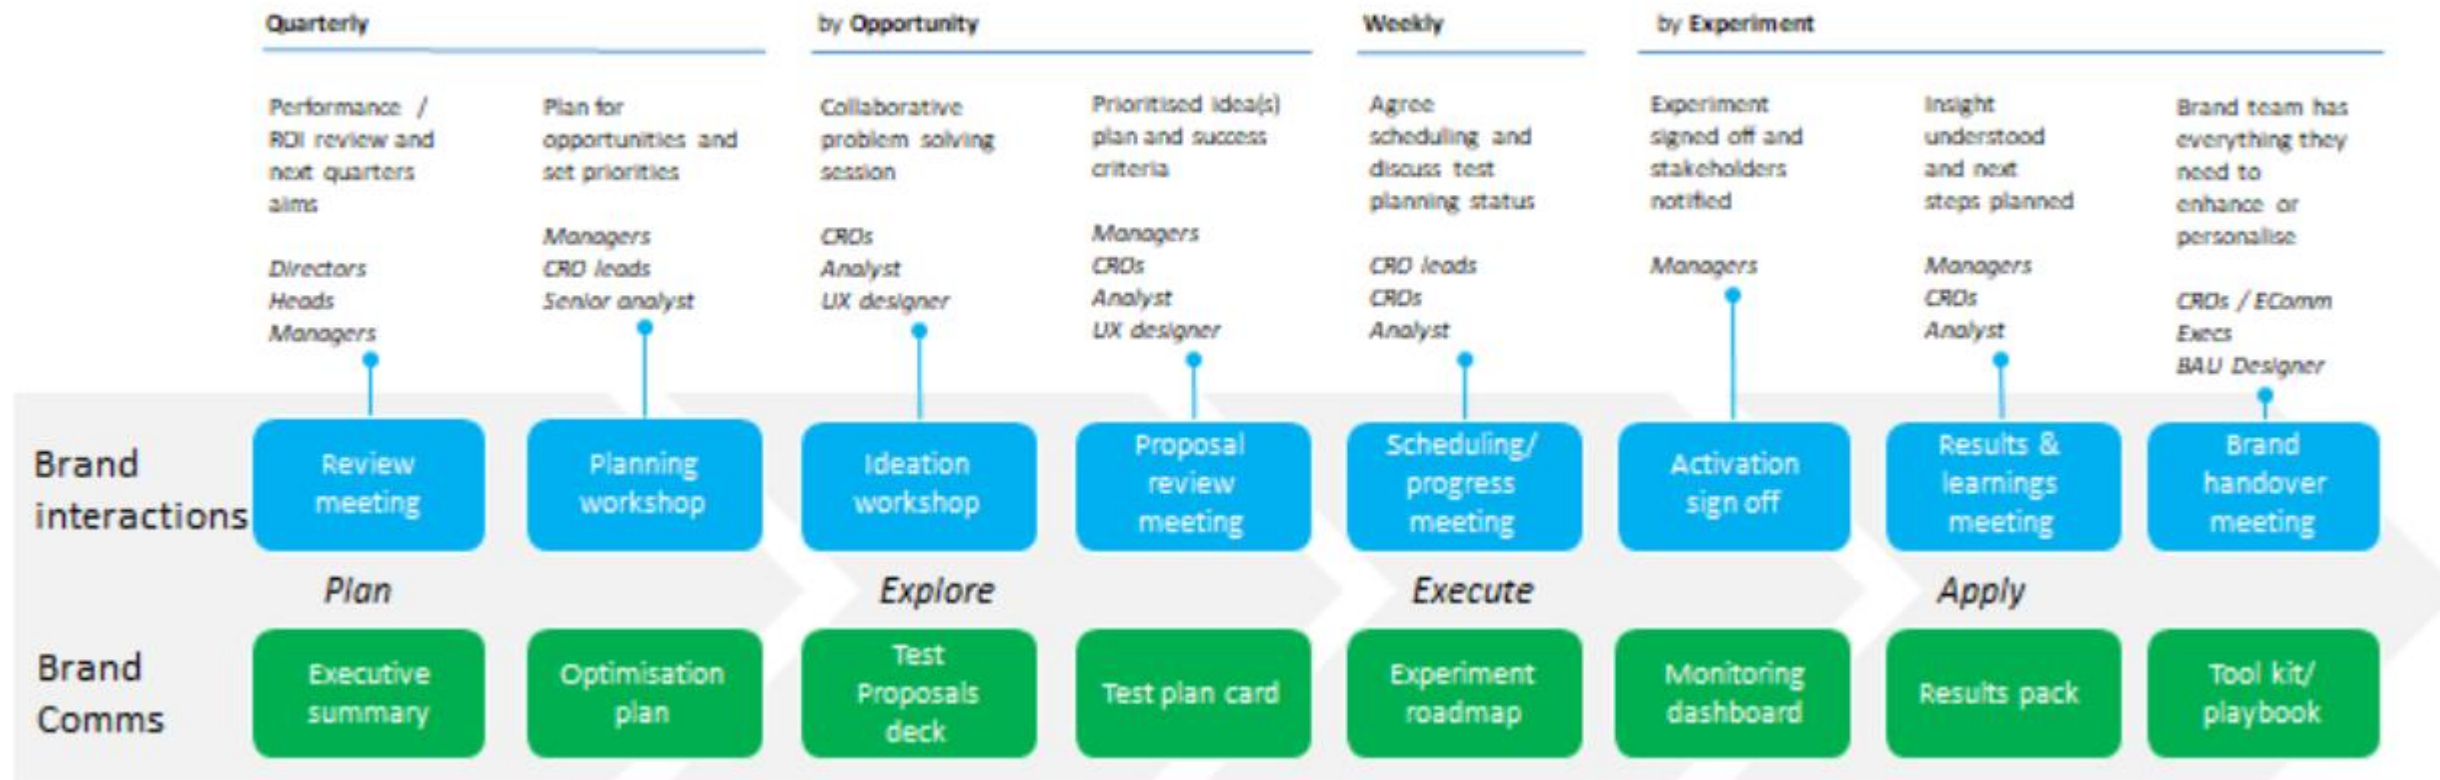 Quarterly
by Opportunity
Weekly
by Experiment
Performance /
ROI review and
next quarters
aims
Directors
Heads
Managers
Plan for
opportunities and
set priorities
Managers
CRO leads
Senior analyst
Collaborative
problem solving
session
CROs
Analyst
UX designer
Prioritised idea(s)
plan and success
criteria
Managers
CROs
Analyst
UX designer
Agree
scheduling and
discuss test
planning status
CRO leads
CROs
Analyst
Experiment
signed off and
stakeholders
notified
Managers
Insight
understood
and next
steps planned
Managers
CROs
Analyst
Brand team has
everything they
need to
enhance or
personalise
CROs / EComm
Execs
BAU Designer
Brand
interactions
Review
meeting
Planning
workshop
Ideation
workshop
Proposal
review
meeting
Scheduling/
progress
meeting
Activation
sign off
Results &
learnings
meeting
Brand
handover
meeting
Plan
Explore
Execute
Apply
Brand
Comms
Executive
summary
Optimisation
plan
Test
Proposals
deck
Test plan card
Experiment
roadmap
Monitoring
dashboard
Results pack
Tool kit/
playbook